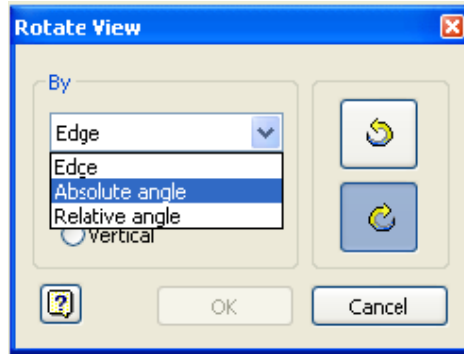 Rotate View
By
Edge
Edge
Absolute angle
Relative angle
Vertical
OK
Cancel